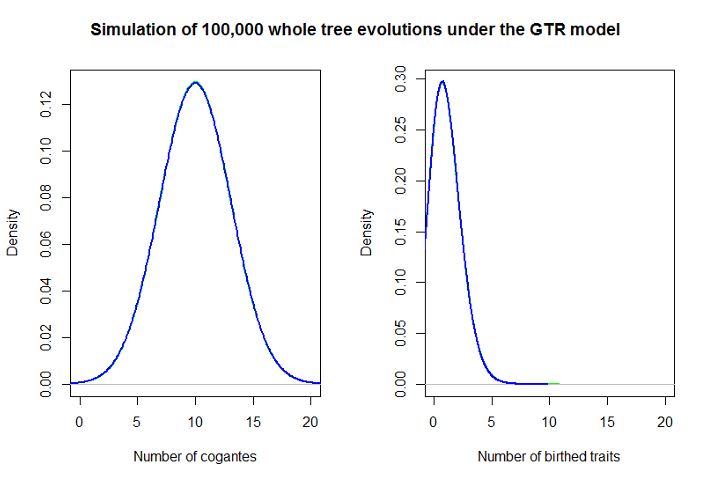 Simulation of 100,000 whole tree evolutions under the GTR model
Density
0.00 0.02 0.04 0.06 0.08 0.10 0.12
0 5 10 15 20
Number of cogantes
Density
0.00 0.05 0.10 0.15 0.20 0.25 0.30
0 5 10 15 20
Number of birthed traits